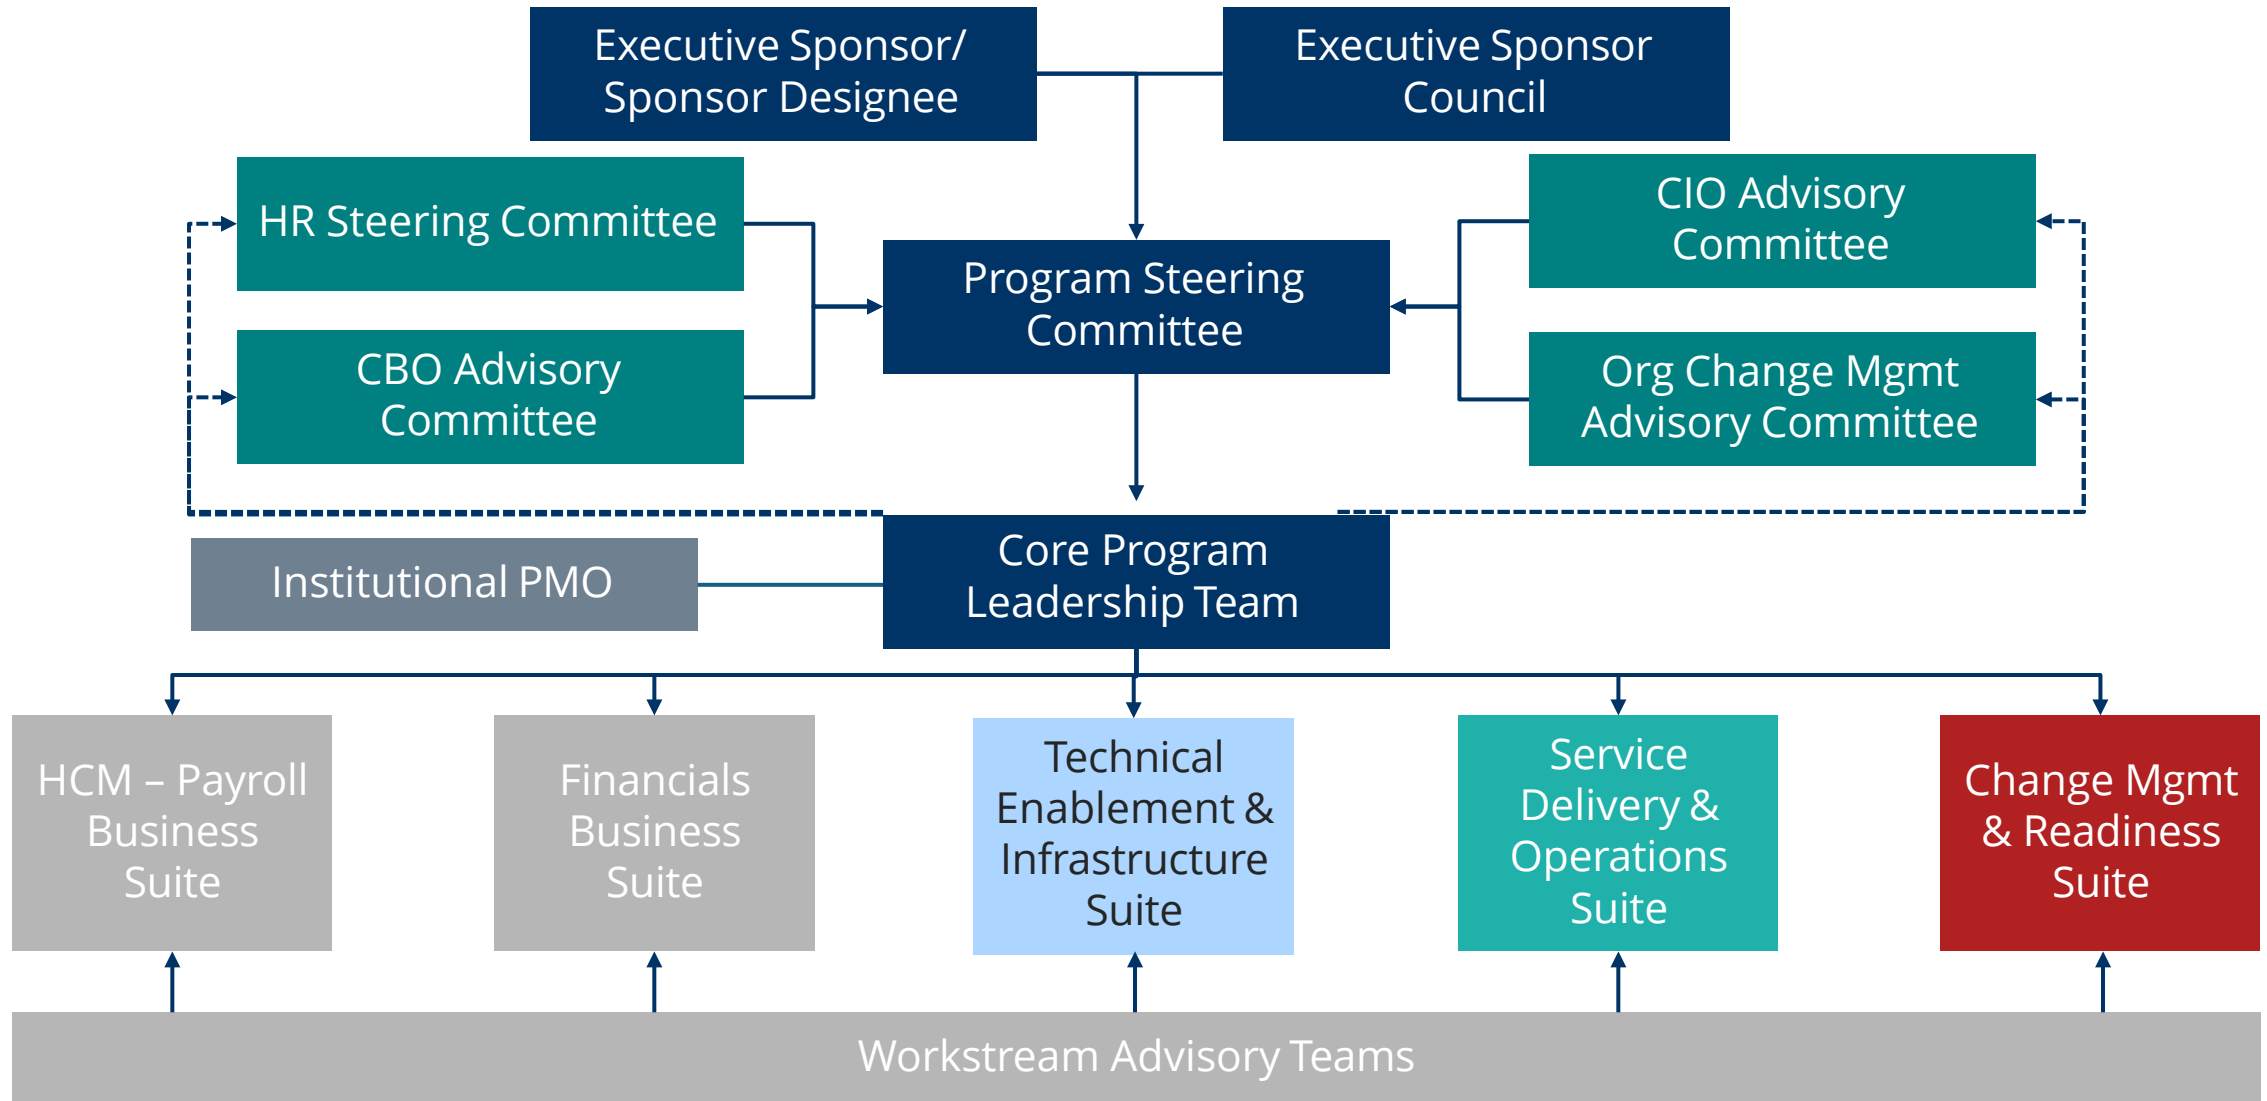 Executive Sponsor/
Sponsor Designee
Executive Sponsor
Council
HR Steering Committee
CIO Advisory
Committee
Program Steering
Committee
CBO Advisory
Committee
Org Change Mgmt
Advisory Committee
Institutional PMO
Core Program
Leadership Team
HCM – Payroll
Business
Suite
Financials
Business
Suite
Technical
Enablement &
Infrastructure
Suite
Service
Delivery &
Operations
Suite
Change Mgmt
& Readiness
Suite
Workstream Advisory Teams